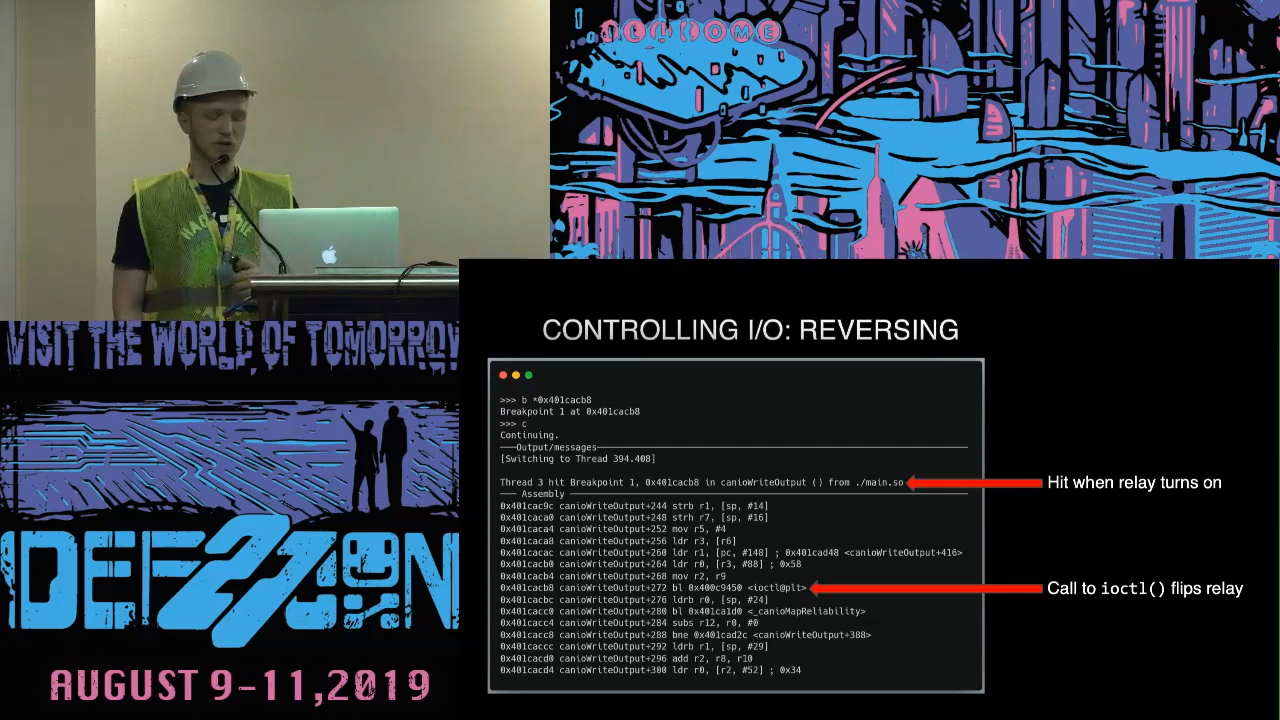 WELCOME
VISIT THE WORLD OF TOMORROW
DEF CON
27
AUGUST 9-11,2019
CONTROLLING I/O: REVERSING
>>> b *0x401cacb8
Breakpoint 1 at 0x401cacb8
>>> c
Continuing.
Output/messages
[Switching to Thread 394.408]
Thread 3 hit Breakpoint 1, 0x401cacb8 in canioWriteOutput () from ./main.so
Assembly
0x401cac9c canioWriteOutput+244 strb r1, [sp, #14]
0x401caca0 canioWriteOutput+248 strh r7, [sp, #16]
0x401caca4 canioWriteOutput+252 mov r5, #4
0x401caca8 canioWriteOutput+256 ldr r3, [r6]
0x401cacac canioWriteOutput+260 ldr r1, [pc, #148] ; 0x401cad48 <canioWriteOutput+416>
0x401cacb0 canioWriteOutput+264 ldr r0, [r3, #88] ; 0x58
0x401cacb4 canioWriteOutput+268 mov r2, r9
0x401cacb8 canioWriteOutput+272 bl 0x400c9450 <ioctl@plt>
0x401cacbc canioWriteOutput+276 ldrb r0, [sp, #24]
0x401cacc0 canioWriteOutput+280 bl 0x401ca1d0 <_canioMapReliability>
0x401cacc4 canioWriteOutput+284 subs r12, r0, #0
0x401cacc8 canioWriteOutput+288 bne 0x401cad2c <canioWriteOutput+388>
0x401caccc canioWriteOutput+292 ldrb r1, [sp, #29]
0x401cacd0 canioWriteOutput+296 add r2, r8, r10
0x401cacd4 canioWriteOutput+300 ldr r0, [r2, #52] ; 0x34
Hit when relay turns on
Call to ioctl() flips relay